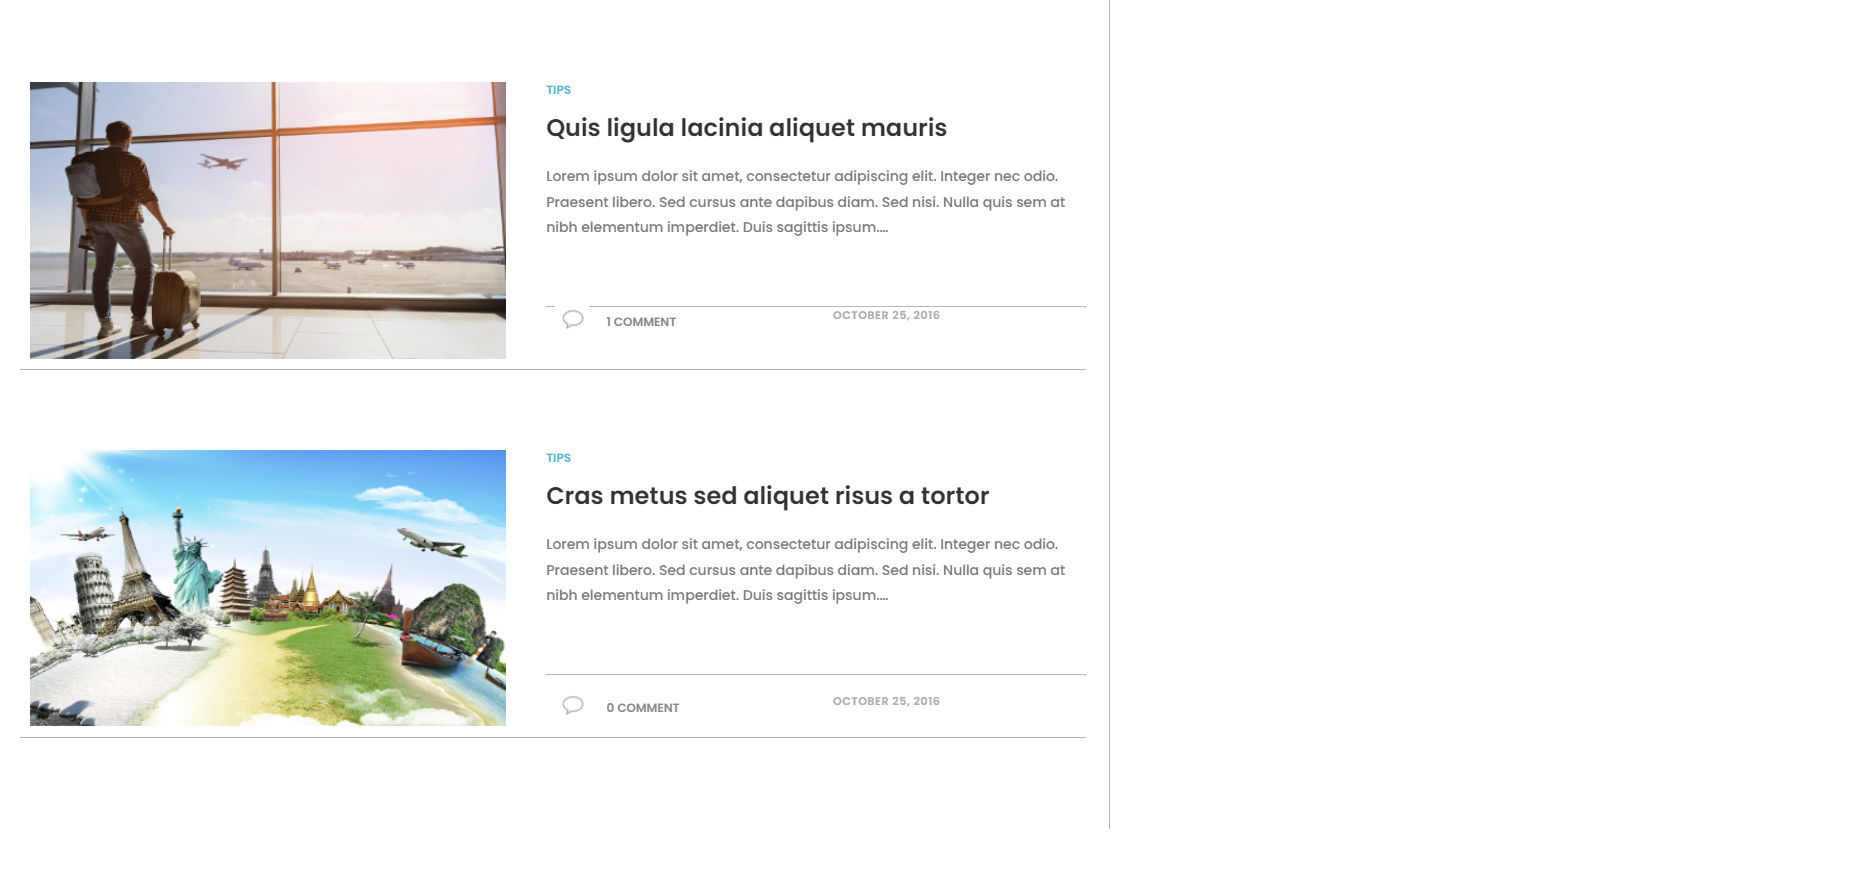 TIPS
Quis ligula lacinia aliquet mauris
Lorem ipsum dolor sit amet, consectetur adipiscing elit. Integer nec odio.
Praesent libero. Sed cursus ante dapibus diam. Sed nisi. Nulla quis sem at
nibh elementum imperdiet. Duis sagittis ipsum....
1 COMMENT
OCTOBER 25, 2016
TIPS
Cras metus sed aliquet risus a tortor
Lorem ipsum dolor sit amet, consectetur adipiscing elit. Integer nec odio.
Praesent libero. Sed cursus ante dapibus diam. Sed nisi. Nulla quis sem at
nibh elementum imperdiet. Duis sagittis ipsum....
0 COMMENT
OCTOBER 25, 2016